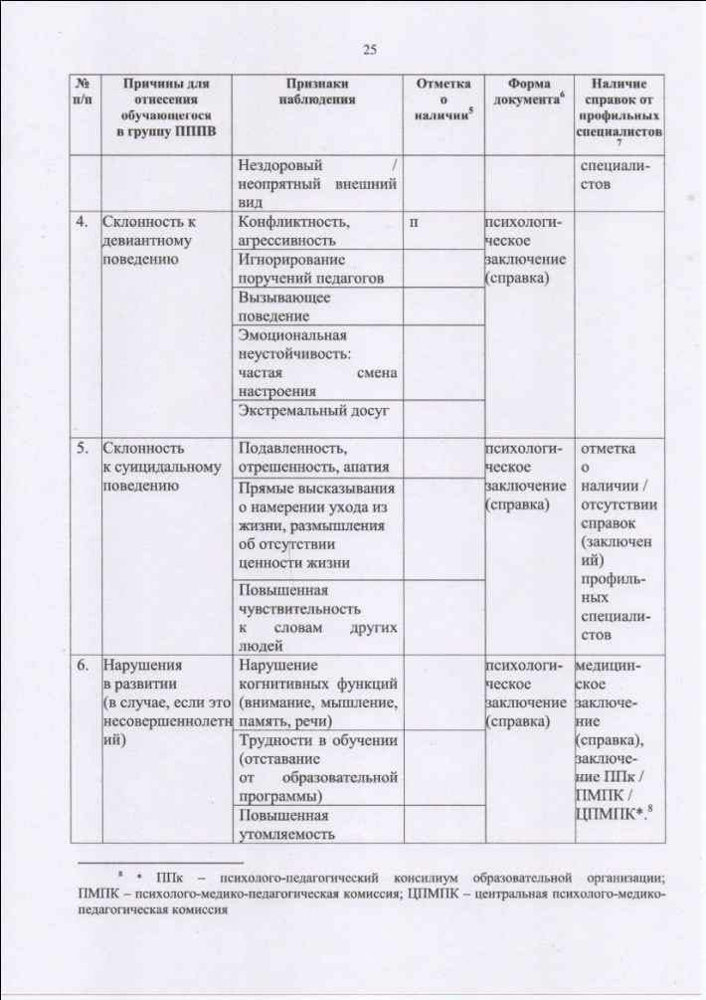 25
№ п/п
Причины для отнесения обучающегося в группу ПППВ
Признаки наблюдения
Отметка о наличии5
Форма документа6
Наличие справок от профильных специалистов 7
Нездоровый /
неопрятный внешний
вид
специали-
стов
4.
Склонность к
девиантному
поведению
Конфликтность,
агрессивность
п
психологи-
ческое
заключение
(справка)
Игнорирование
поручений педагогов
Вызывающее
поведение
Эмоциональная
неустойчивость:
частая смена
настроения
Экстремальный досуг
5.
Склонность
к суицидальному
поведению
Подавленность,
отрешенность, апатия
психологи-
ческое
заключение
(справка)
отметка
о
наличии /
отсутствии
справок
(заключен
ий)
профиль-
ных
специали-
стов
Прямые высказывания
о намерении ухода из
жизни, размышления
об отсутствии
ценности жизни
Повышенная
чувствительность
к словам других
людей
6.
Нарушения
в развитии
(в случае, если это
несовершеннолетн
ий)
Нарушение
когнитивных функций
(внимание, мышление,
память, речи)
психологи-
ческое
заключение
(справка)
медицин-
ское
заключе-
ние
(справка),
заключе-
ние ППк /
ПМПК /
ЦПМПК*.8
Трудности в обучении
(отставание
от образовательной
программы)
Повышенная
утомляемость
8 * ППк – психолого-педагогический консилиум образовательной организации;
ПМПК – психолого-медико-педагогическая комиссия; ЦПМПК – центральная психолого-медико-
педагогическая комиссия